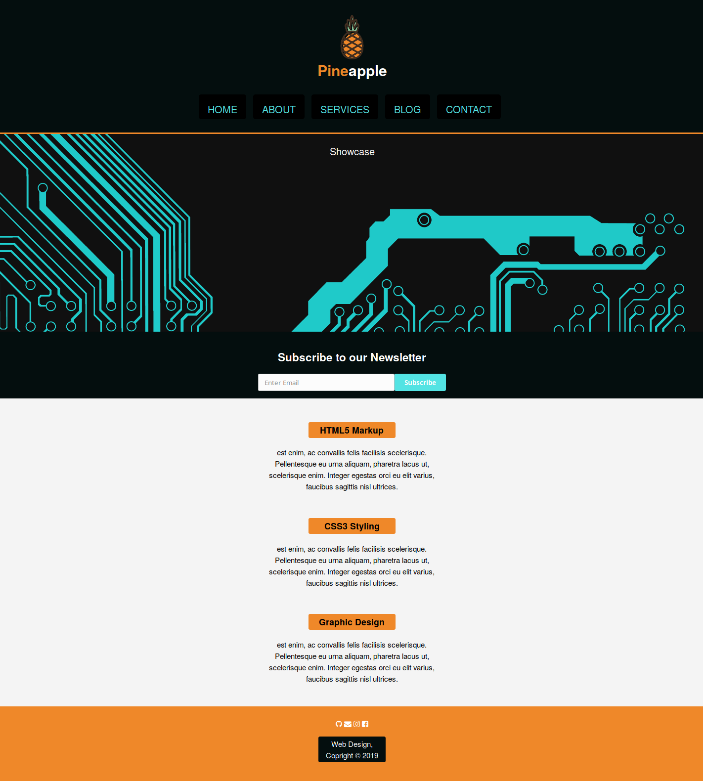 Pineapple
HOME ABOUT SERVICES BLOG CONTACT
Showcase
Subscribe to our Newsletter
Enter Email Subscribe
HTML5 Markup
est enim, ac convallis felis facilisis scelerisque.
Pellentesque eu urna aliquam, pharetra lacus ut,
scelerisque enim. Integer egestas orci eu elit varius,
faucibus sagittis nisl ultrices.
CSS3 Styling
est enim, ac convallis felis facilisis scelerisque.
Pellentesque eu urna aliquam, pharetra lacus ut,
scelerisque enim. Integer egestas orci eu elit varius,
faucibus sagittis nisl ultrices.
Graphic Design
est enim, ac convallis felis facilisis scelerisque.
Pellentesque eu urna aliquam, pharetra lacus ut,
scelerisque enim. Integer egestas orci eu elit varius,
faucibus sagittis nisl ultrices.
Web Design,
Copright © 2019